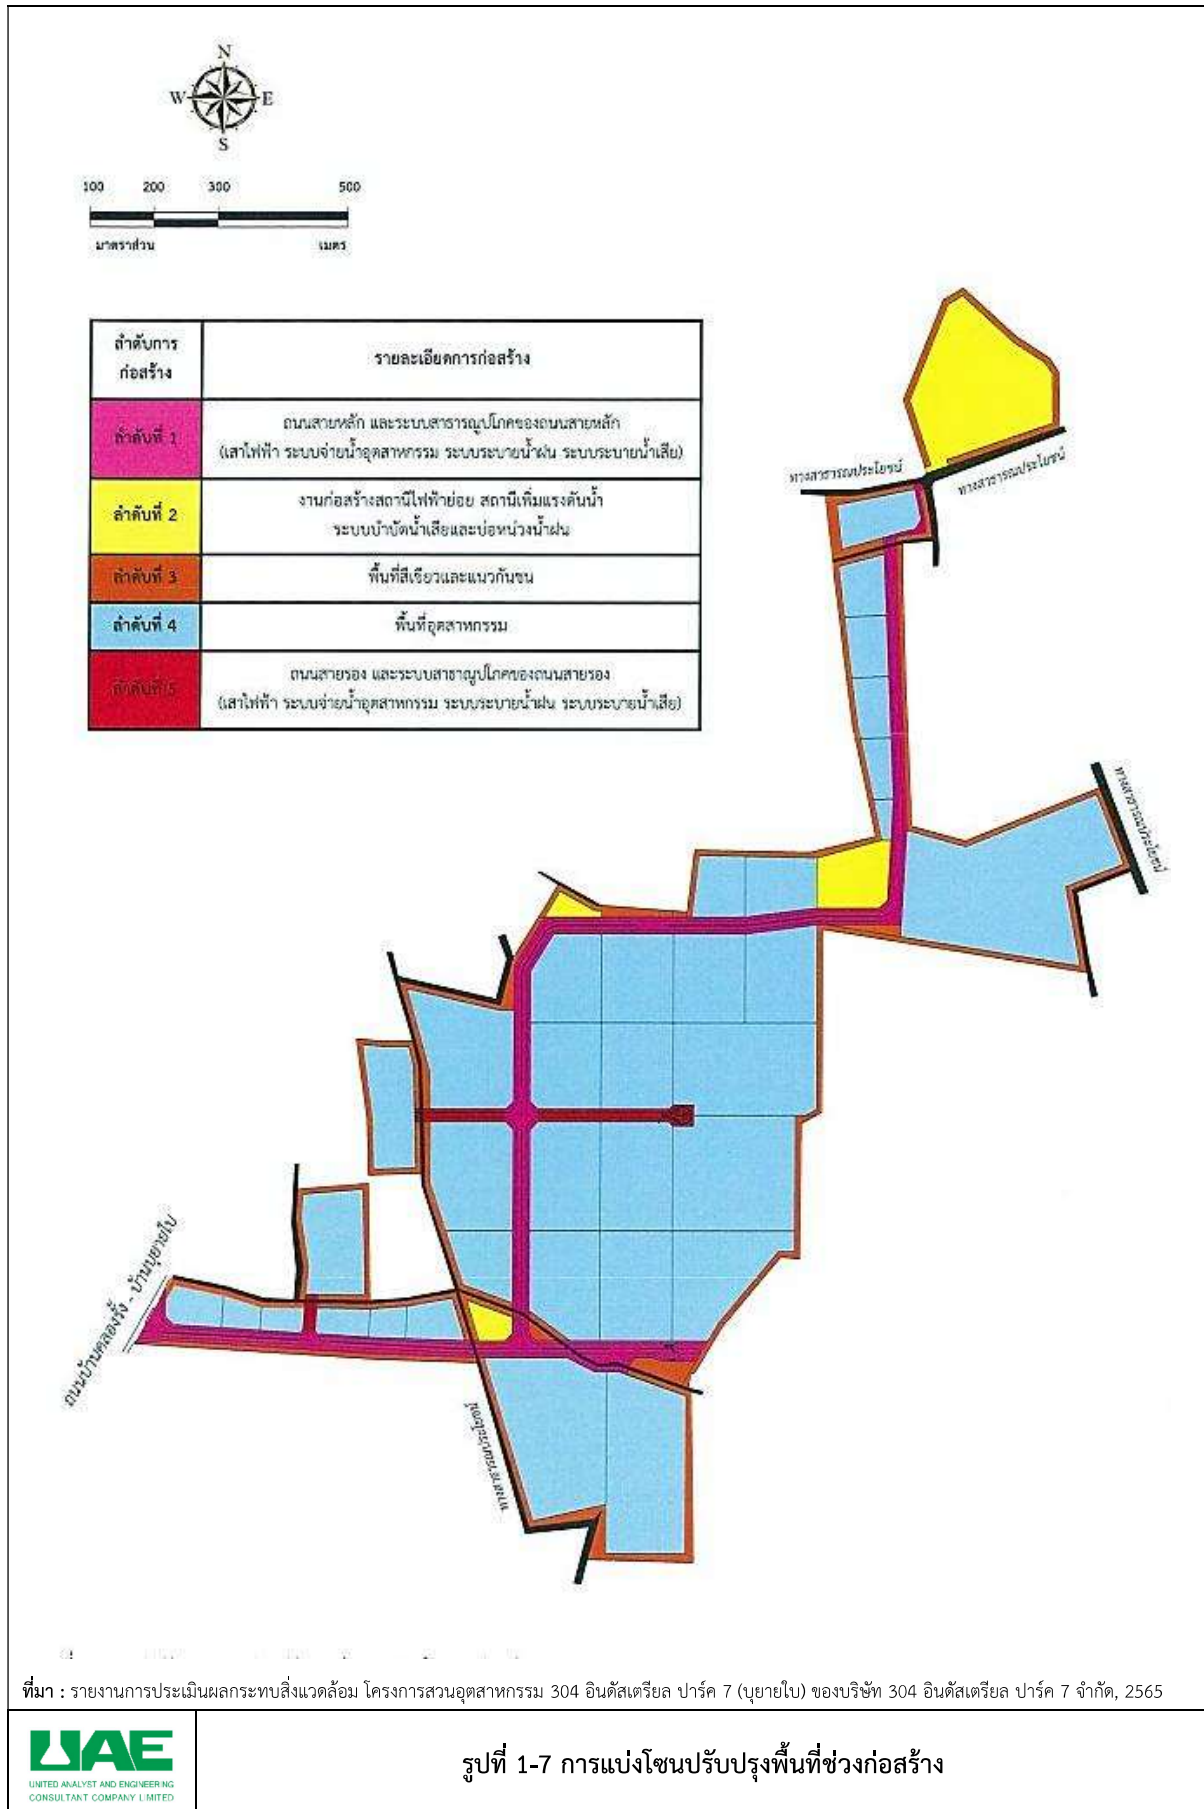 N
W E
S
100 200 300 500
มาตราส่วน เมตร
ลำดับการ
ก่อสร้าง
รายละเอียดการก่อสร้าง
ลำดับที่ 1
ถนนสายหลัก และระบบสาธารณูปโภคของถนนสายหลัก
(เสาไฟฟ้า ระบบจ่ายน้ำอุตสาหกรรม ระบบระบายน้ำฝน ระบบระบายน้ำเสีย)
ลำดับที่ 2
งานก่อสร้างสถานีไฟฟ้าย่อย สถานีเพิ่มแรงดันน้ำ
ระบบบำบัดน้ำเสียและบ่อหน่วงน้ำฝน
ลำดับที่ 3
พื้นที่สีเขียวและแนวกันชน
ลำดับที่ 4
พื้นที่อุตสาหกรรม
ลำดับที่ 5
ถนนสายรอง และระบบสาธาณูปโภคของถนนสายรอง
(เสาไฟฟ้า ระบบจ่ายน้ำอุตสาหกรรม ระบบระบายน้ำฝน ระบบระบายน้ำเสีย)
ทางสาธารณประโยชน์
ทางสาธารณประโยชน์
ทางสาธารณประโยชน์
ถนนบ้านคลองรั้ง - บ้านบุยายใบ
ทางสาธารณประโยชน์
ที่มา : รายงานการประเมินผลกระทบสิ่งแวดล้อม โครงการสวนอุตสาหกรรม 304 อินดัสเตรียล ปาร์ค 7 (บุยายใบ) ของบริษัท 304 อินดัสเตรียล ปาร์ค 7 จำกัด, 2565
UAE
UNITED ANALYST AND ENGINEERING
CONSULTANT COMPANY LIMITED
รูปที่ 1-7 การแบ่งโซนปรับปรุงพื้นที่ช่วงก่อสร้าง